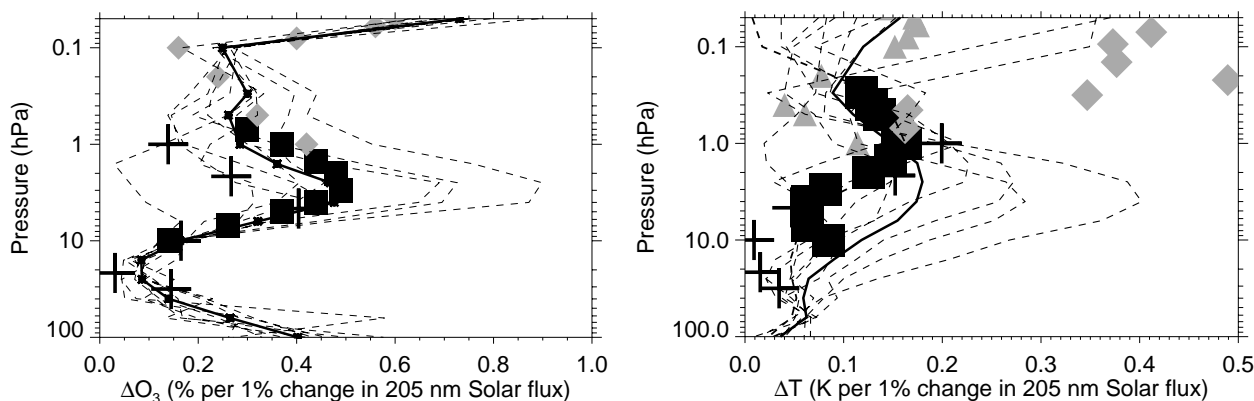 Pressure (hPa)
0.1
1.0
10.0
100
0.0 0.2 0.4 0.6 0.8 1.0
ΔO₃ (% per 1% change in 205 nm Solar flux)
Pressure (hPa)
0.1
1.0
10.0
100.0
0.0 0.1 0.2 0.3 0.4 0.5
ΔT (K per 1% change in 205 nm Solar flux)